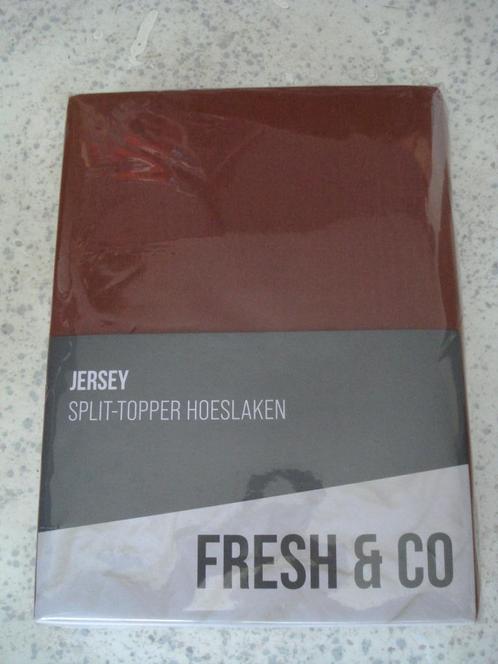 JERSEY
SPLIT-TOPPER HOESLAKEN
FRESH & CO